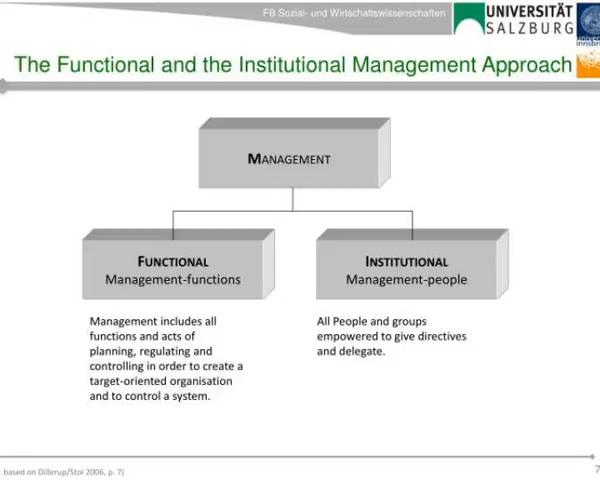 FB Sozial- und Wirtschaftswissenschaften
UNIVERSITÄT
SALZBURG
The Functional and the Institutional Management Approach
MANAGEMENT
FUNCTIONAL
Management-functions
INSTITUTIONAL
Management-people
Management includes all
functions and acts of
planning, regulating and
controlling in order to create a
target-oriented organisation
and to control a system.
All People and groups
empowered to give directives
and delegate.
based on Dillerup/Stoi 2006, p. 7)
7